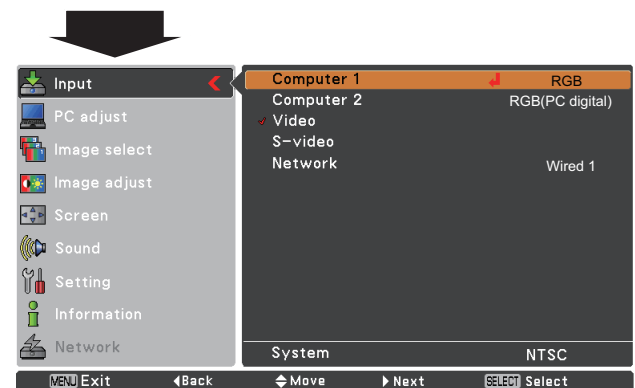 Input
PC adjust
Image select
Image adjust
Screen
Sound
Setting
Information
Network
Computer 1 RGB
Computer 2 RGB(PC digital)
Video
S-video
Network Wired 1
System NTSC
MENU Exit Back Move Next SELECT Select